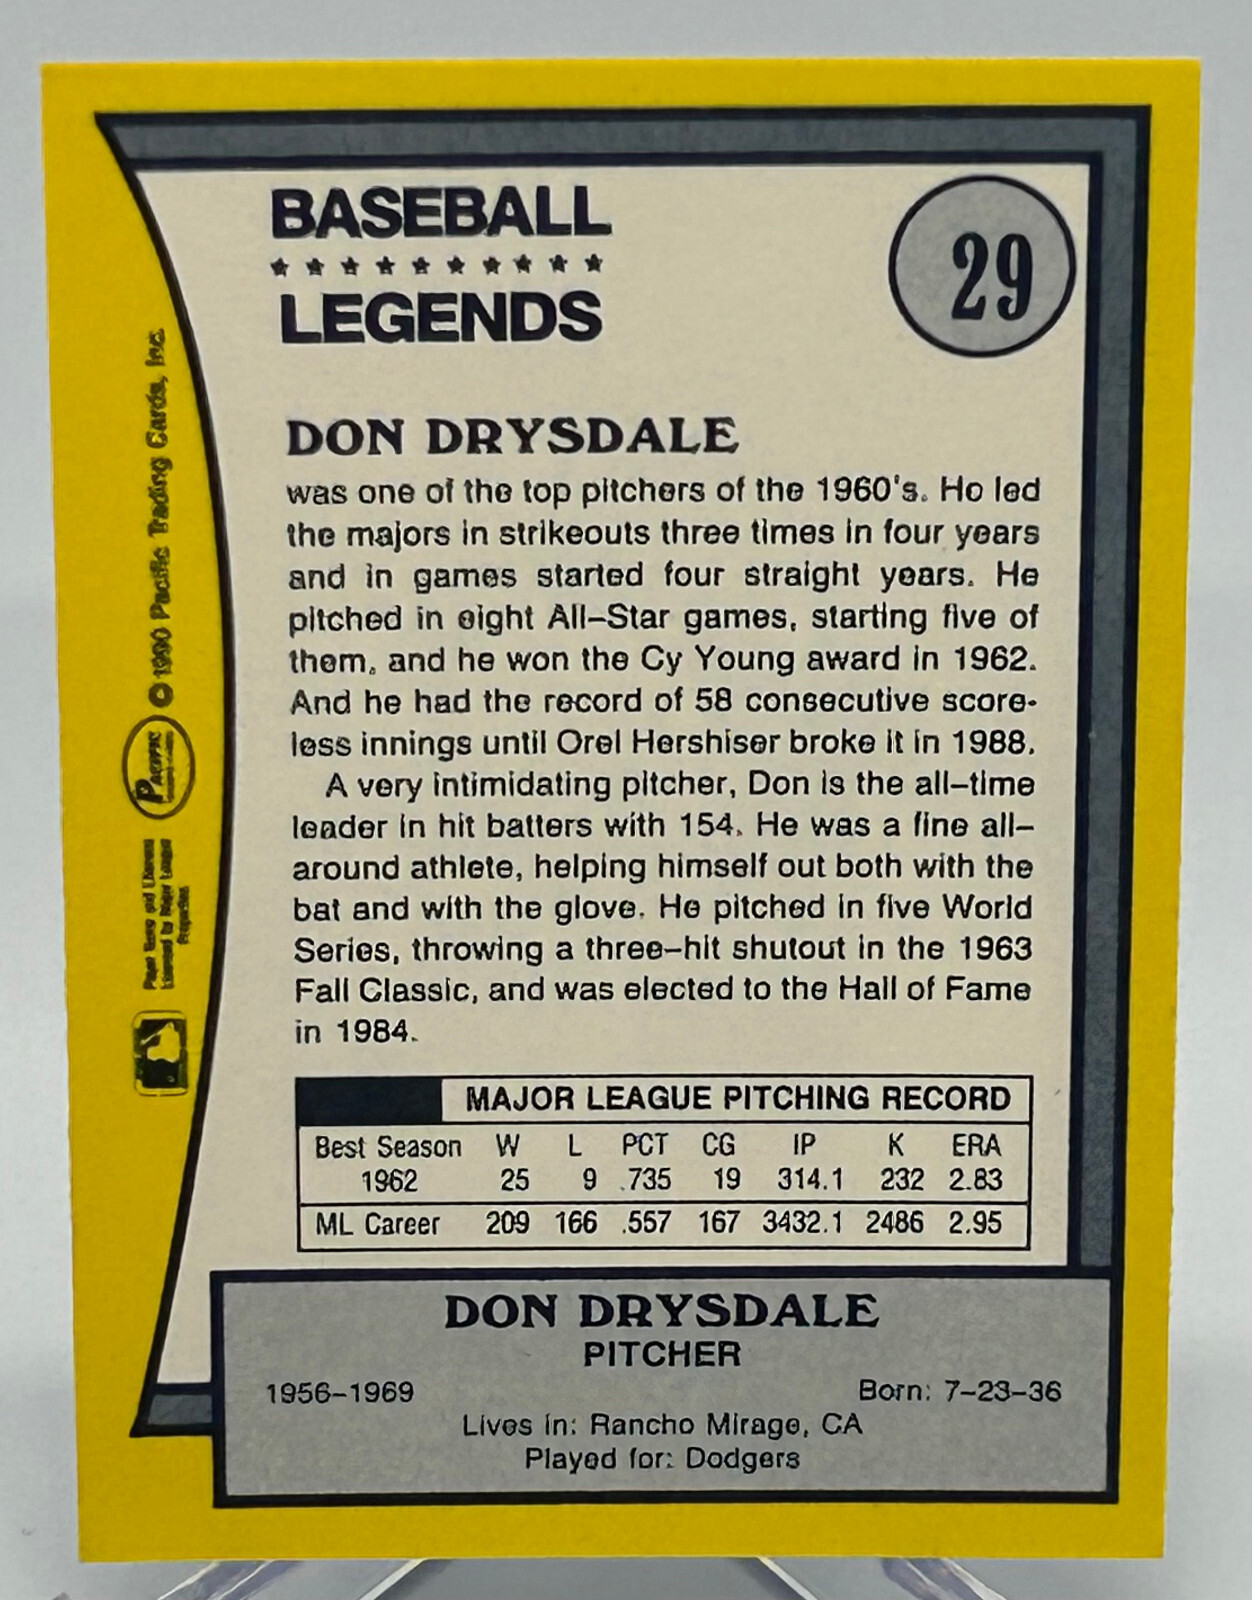 BASEBALL
LEGENDS
29
DON DRYSDALE
was one of the top pitchers of the 1960's. He led
the majors in strikeouts three times in four years
and in games started four straight years. He
pitched in eight All–Star games, starting five of
them, and he won the Cy Young award in 1962.
And he had the record of 58 consecutive score-
less innings until Orel Hershiser broke it in 1988.
A very intimidating pitcher, Don is the all–time
leader in hit batters with 154. He was a fine all–
around athlete, helping himself out both with the
bat and with the glove. He pitched in five World
Series, throwing a three–hit shutout in the 1963
Fall Classic, and was elected to the Hall of Fame
in 1984.
MAJOR LEAGUE PITCHING RECORD
Best Season W L PCT CG IP K ERA
1962 25 9 .735 19 314.1 232 2.83
ML Career 209 166 .557 167 3432.1 2486 2.95
DON DRYSDALE
PITCHER
1956–1969 Born: 7–23–36
Lives in: Rancho Mirage, CA
Played for: Dodgers
© 1990 Pacific Trading Cards, Inc.
PACIFIC
Licensed by Major League
Properties